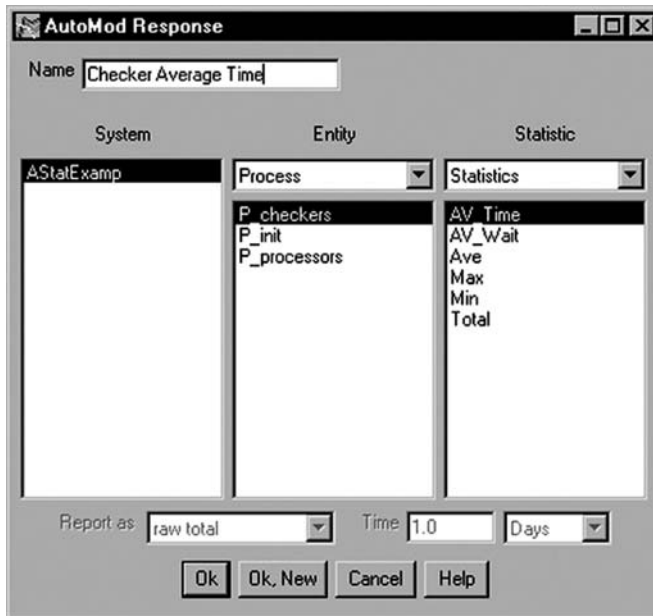 AutoMod Response
Name Checker Average Time
System Entity Statistic
AStatExamp Process Statistics
P_checkers AV_Time
P_init AV_Wait
P_processors Ave
Max
Min
Total
Report as raw total Time 1.0 Days
Ok Ok, New Cancel Help